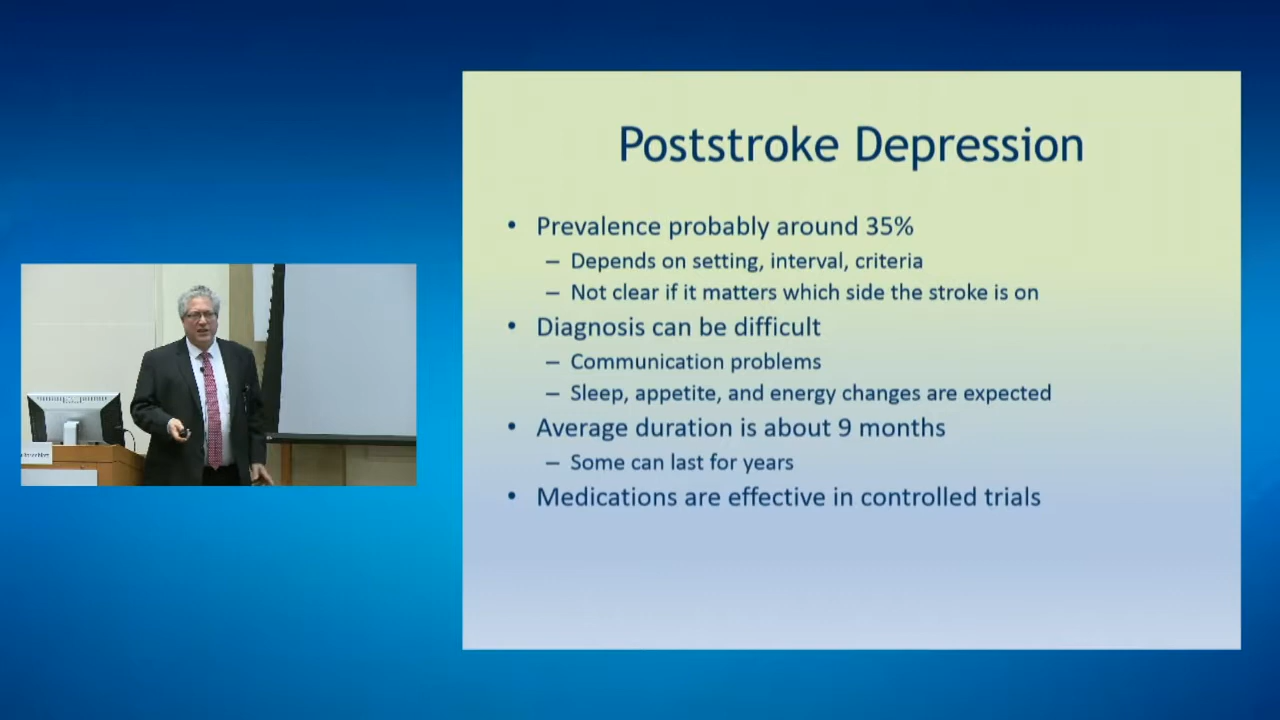 Poststroke Depression
• Prevalence probably around 35%
– Depends on setting, interval, criteria
– Not clear if it matters which side the stroke is on
• Diagnosis can be difficult
– Communication problems
– Sleep, appetite, and energy changes are expected
• Average duration is about 9 months
– Some can last for years
• Medications are effective in controlled trials